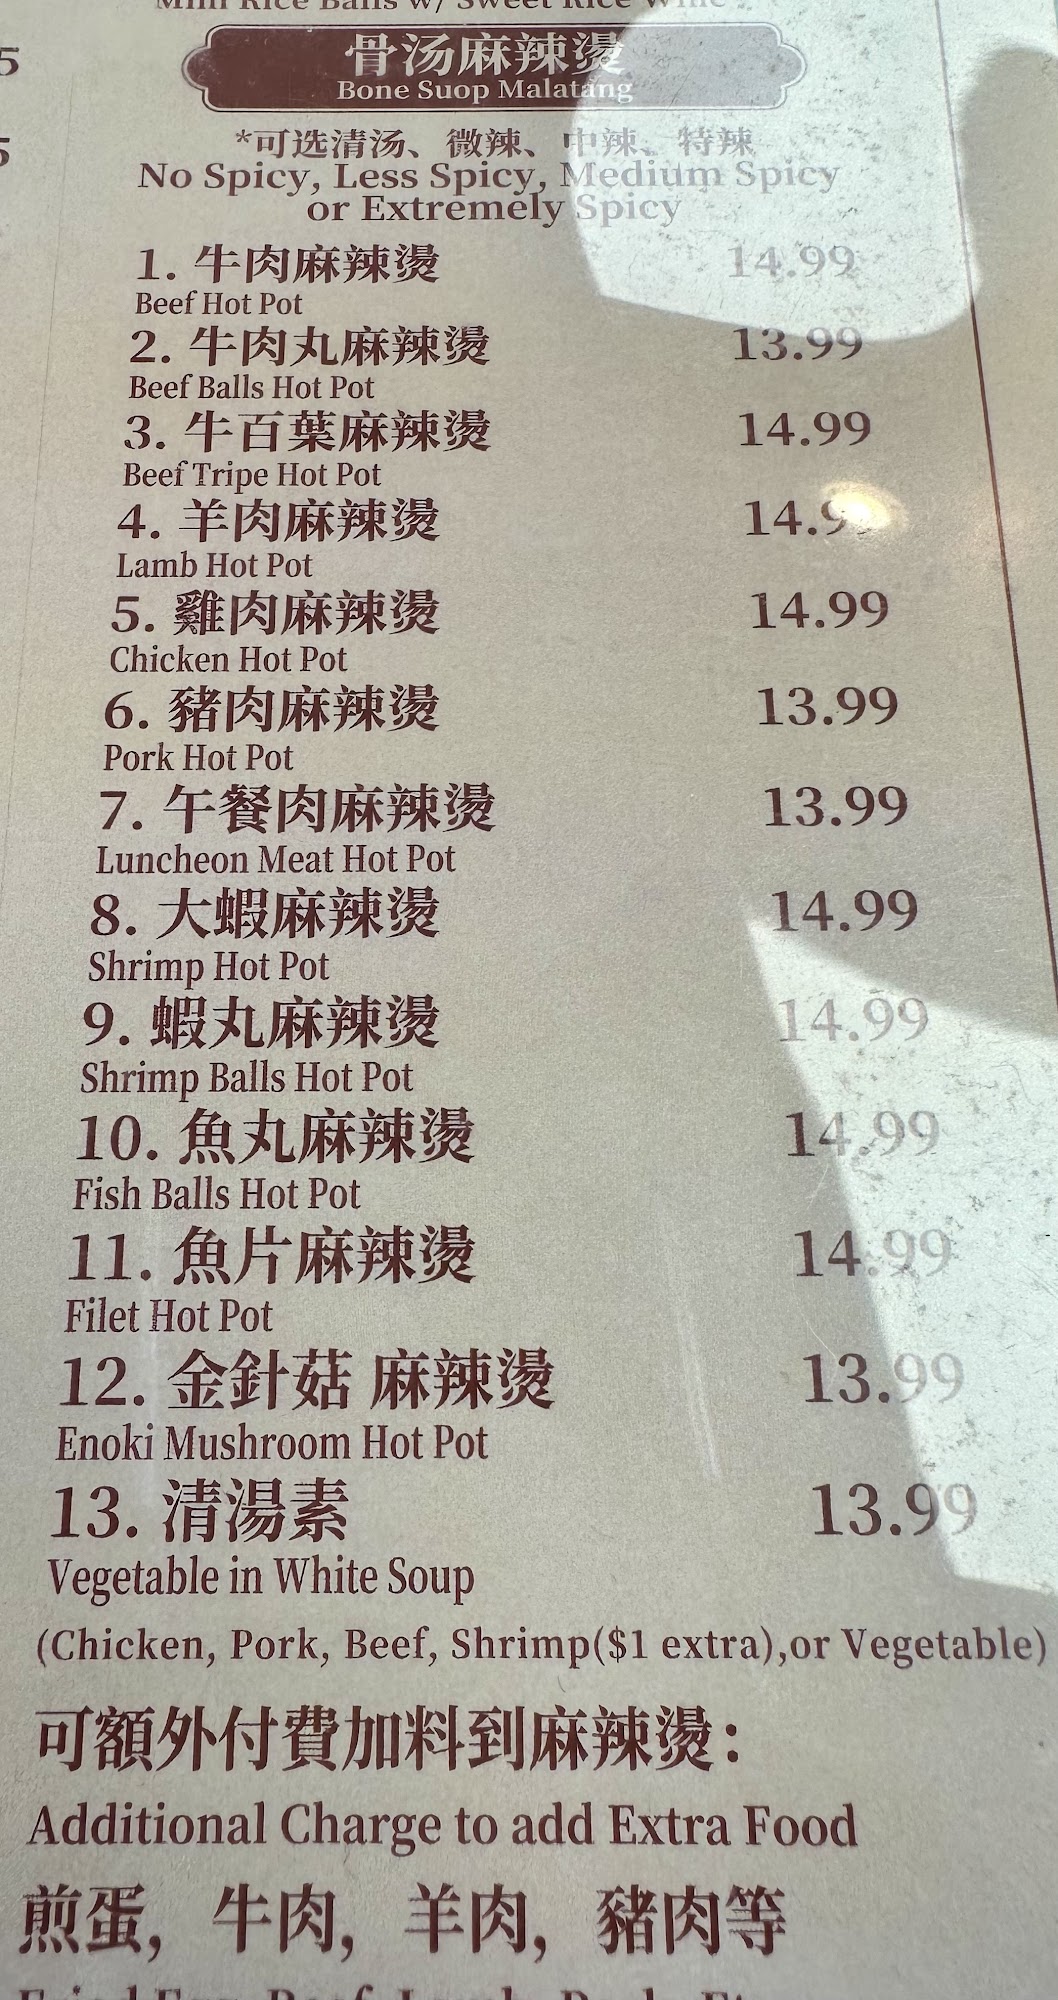 Mini Rice Balls w/ Sweet Rice Wine
5
骨汤麻辣燙
Bone Suop Malatang
5
*可选清汤、微辣、中辣、特辣
No Spicy, Less Spicy, Medium Spicy
or Extremely Spicy
1. 牛肉麻辣燙 14.99
Beef Hot Pot
2. 牛肉丸麻辣燙 13.99
Beef Balls Hot Pot
3. 牛百葉麻辣燙 14.99
Beef Tripe Hot Pot
4. 羊肉麻辣燙 14.9
Lamb Hot Pot
5. 雞肉麻辣燙 14.99
Chicken Hot Pot
6. 豬肉麻辣燙 13.99
Pork Hot Pot
7. 午餐肉麻辣燙 13.99
Luncheon Meat Hot Pot
8. 大蝦麻辣燙 14.99
Shrimp Hot Pot
9. 蝦丸麻辣燙 14.99
Shrimp Balls Hot Pot
10. 魚丸麻辣燙 14.99
Fish Balls Hot Pot
11. 魚片麻辣燙 14.99
Filet Hot Pot
12. 金針菇 麻辣燙 13.99
Enoki Mushroom Hot Pot
13. 清湯素 13.99
Vegetable in White Soup
(Chicken, Pork, Beef, Shrimp($1 extra),or Vegetable)
可額外付費加料到麻辣燙：
Additional Charge to add Extra Food
煎蛋，牛肉，羊肉，豬肉等